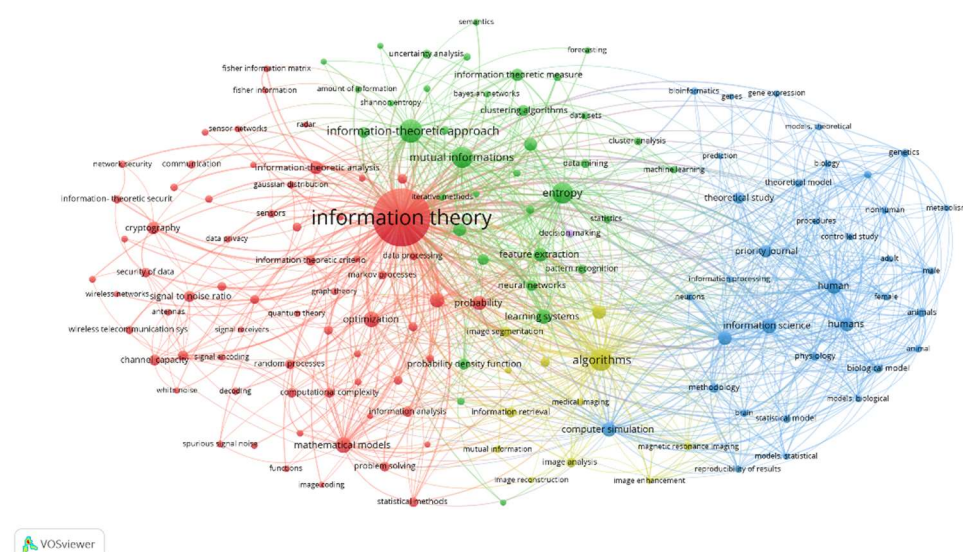 semantics
uncertainty analysis
forecasting
fisher information matrix
information theoretic measure
fisher information
amount of information
bayesian networks
bioinformatics
genes
gene expression
shannon entropy
clustering algorithms
data sets
sensor networks
radar
information-theoretic approach
models, theoretical
cluster analysis
mutual informations
prediction
genetics
network security
communication
information-theoretic analysis
data mining
machine learning
biology
gaussian distribution
theoretical model
information- theoretic securit
iterative methods
entropy
theoretical study
nonhuman
metabolism
sensors
information theory
statistics
procedures
cryptography
decision making
controlled study
data privacy
data processing
feature extraction
priority journal
adult
information theoretic criterio
pattern recognition
male
security of data
markov processes
information processing
wireless networks
signal to noise ratio
graph theory
neural networks
neurons
human
female
antennas
quantum theory
probability
animals
wireless telecommunication sys
signal receivers
optimization
learning systems
image segmentation
information science
humans
channel capacity
signal encoding
random processes
probability density function
algorithms
physiology
animal
biological model
white noise
decoding
computational complexity
methodology
models, biological
information analysis
information retrieval
medical imaging
brain
statistical model
computer simulation
spurious signal noise
mathematical models
mutual information
magnetic resonance imaging
models, statistical
functions
problem solving
image analysis
reproducibility of results
image coding
image reconstruction
image enhancement
statistical methods
VOSviewer